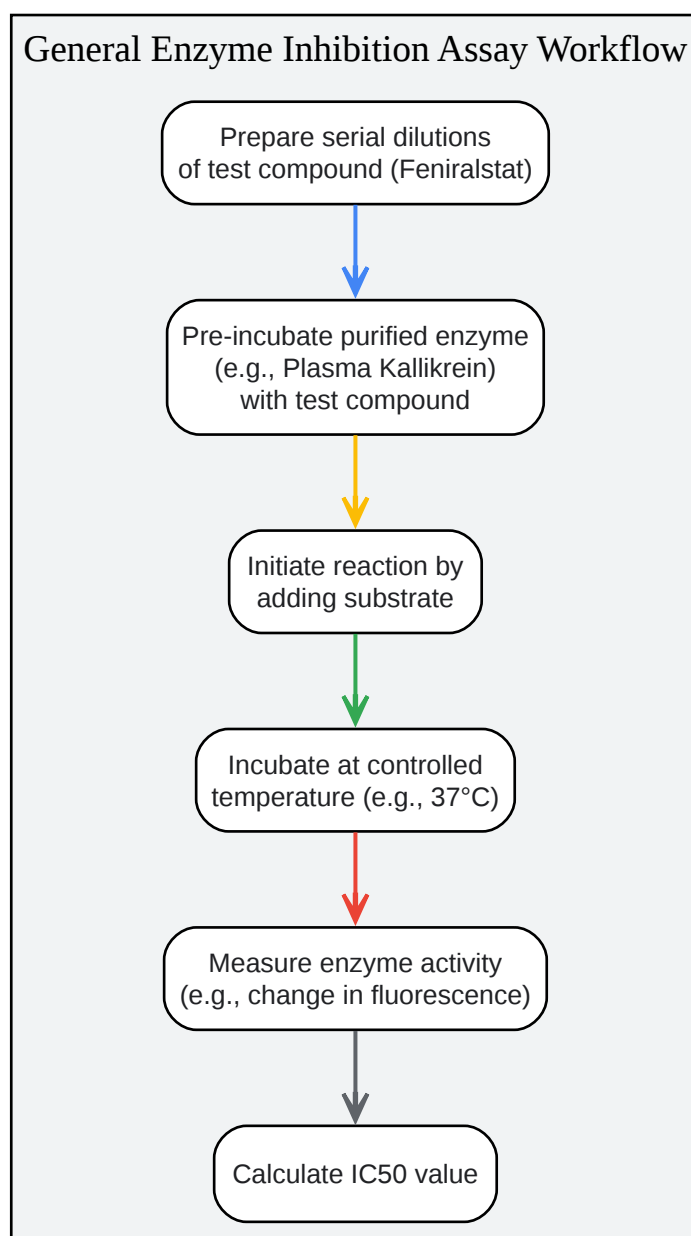 General Enzyme Inhibition Assay Workflow
Prepare serial dilutions
of test compound (Feniralstat)
Pre-incubate purified enzyme
(e.g., Plasma Kallikrein)
with test compound
Initiate reaction by
adding substrate
Incubate at controlled
temperature (e.g., 37°C)
Measure enzyme activity
(e.g., change in fluorescence)
Calculate IC50 value